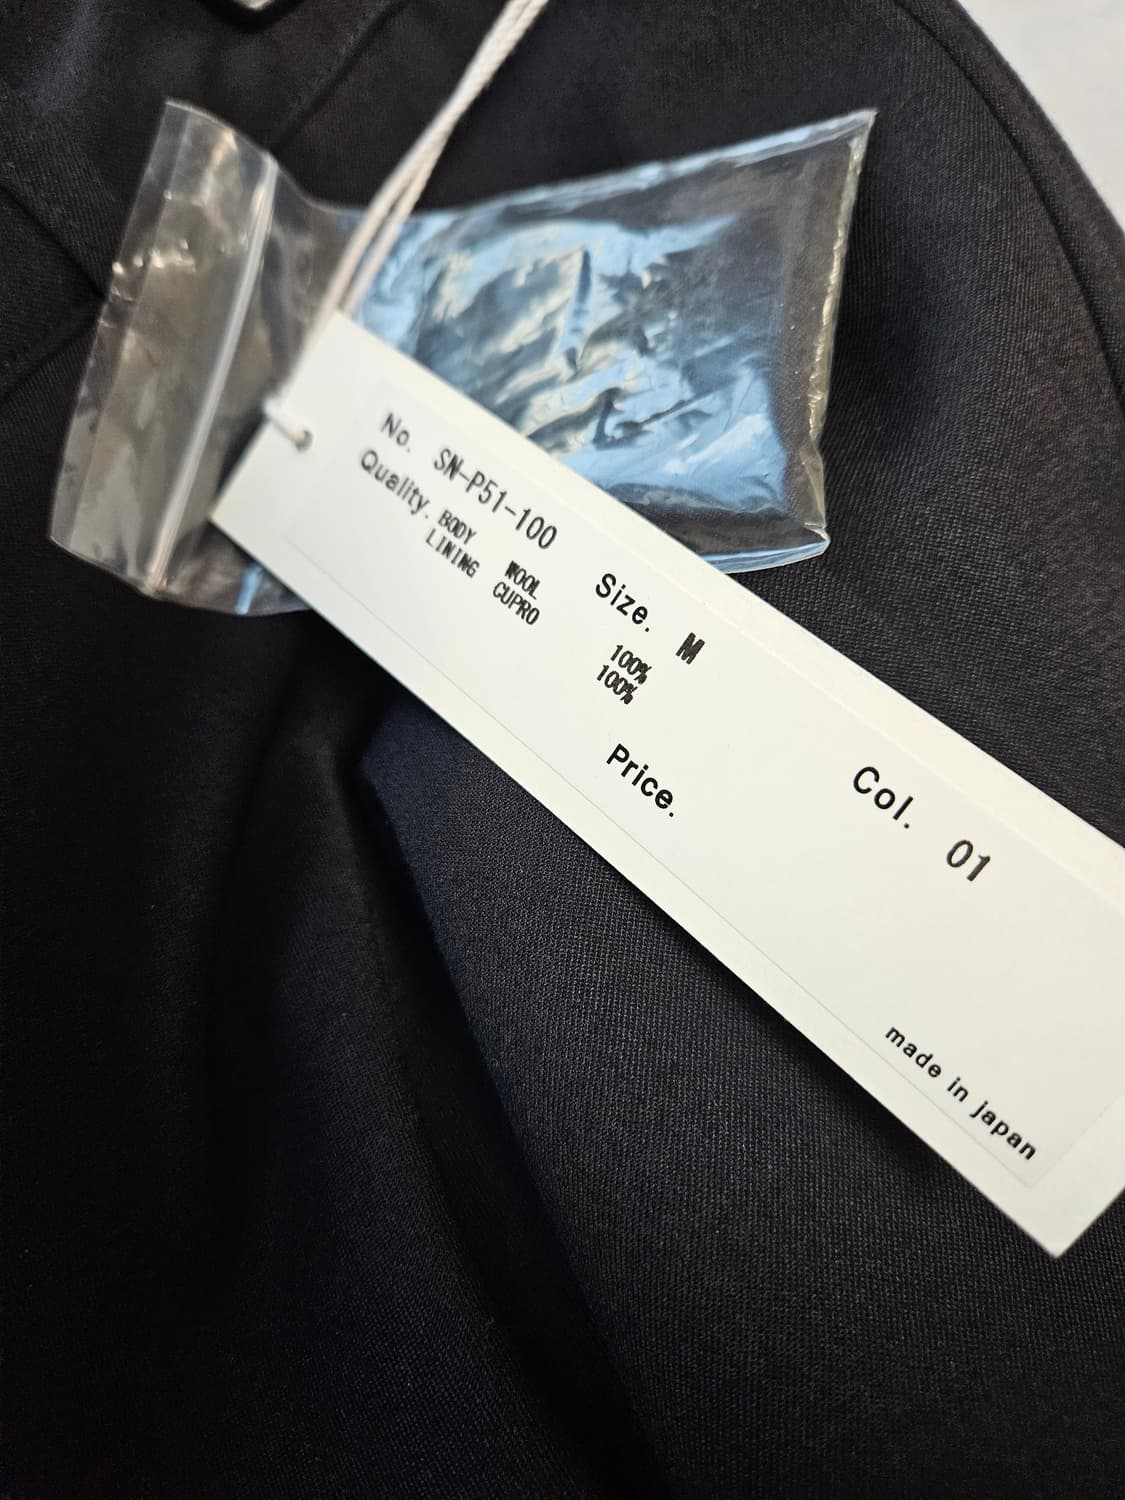 No. SN-P51-100 Size. M Col. 01
Quality. BODY WOOL 100%
LINING CUPRO 100%
Price.
made in japan